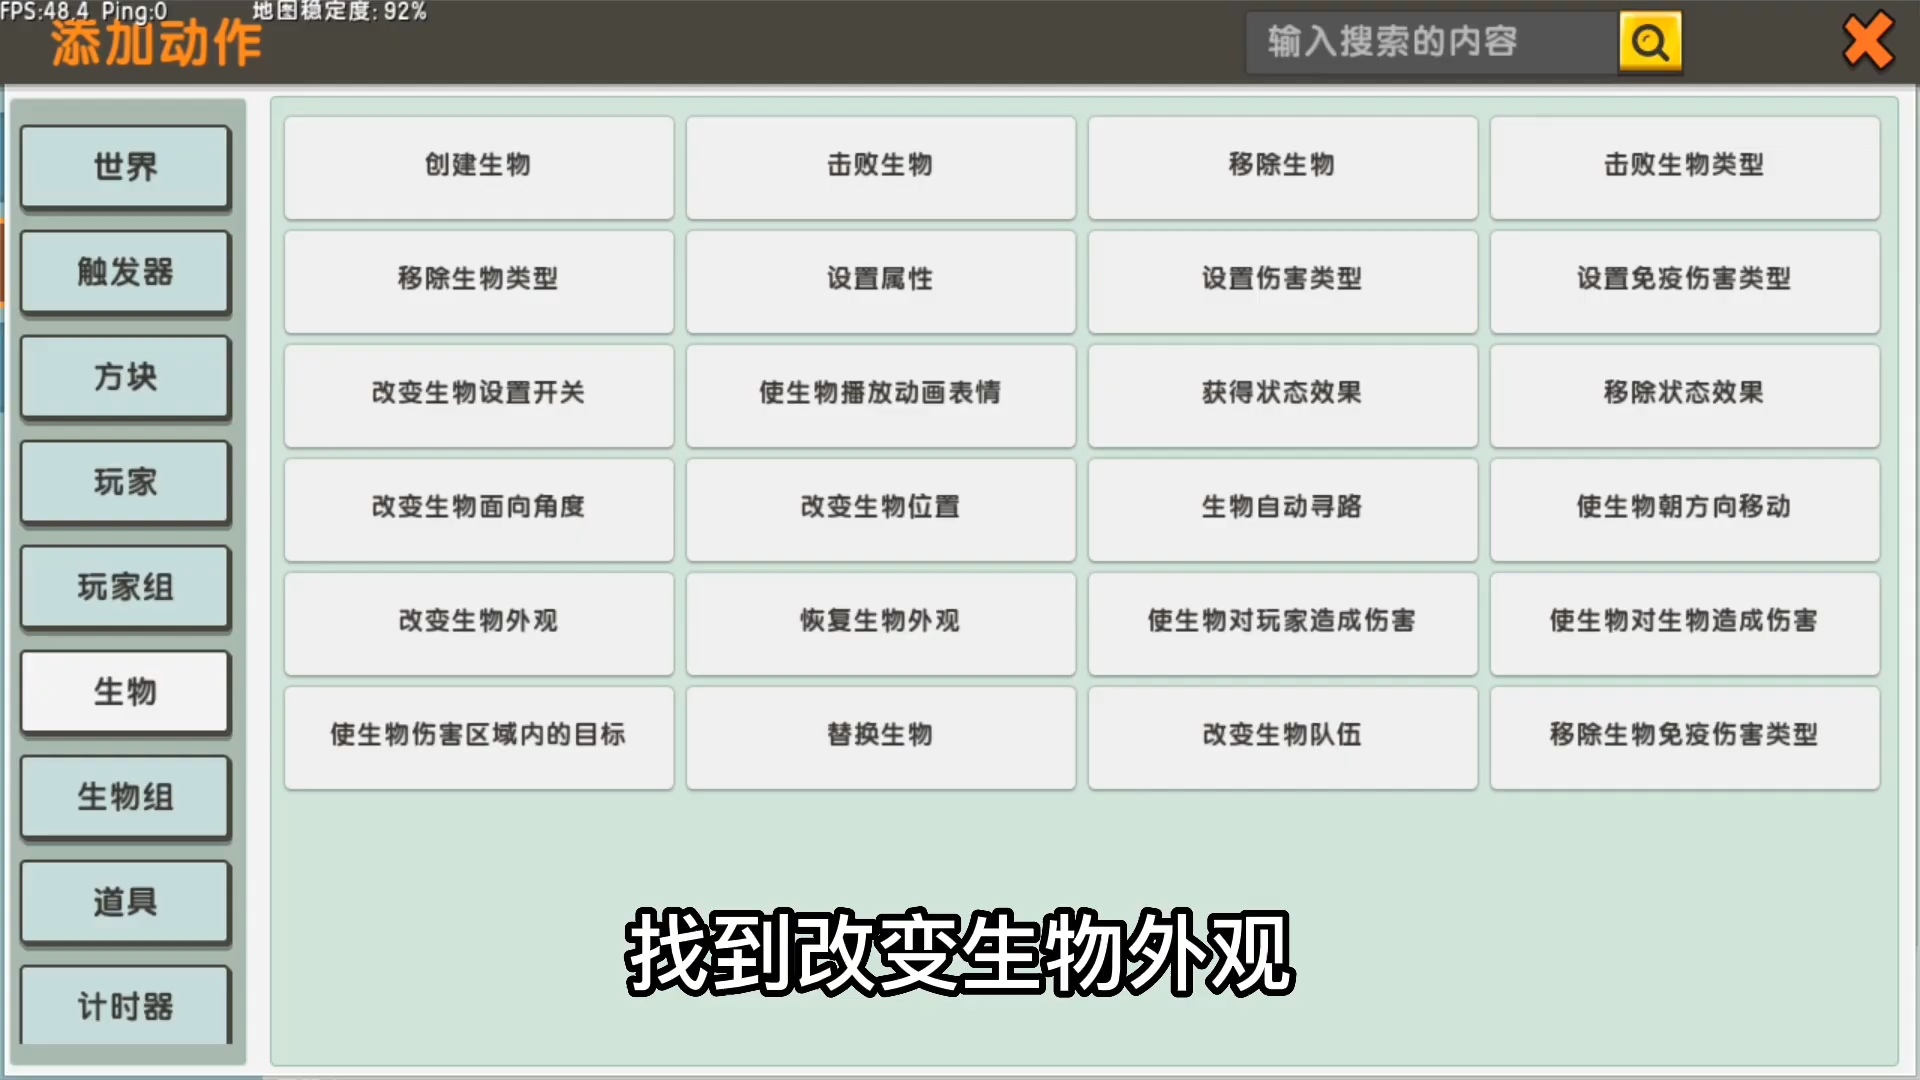 FPS:48.4 Ping:0 地图稳定度: 92%
添加动作
输入搜索的内容
世界
触发器
方块
玩家
玩家组
生物
生物组
道具
计时器
创建生物 击败生物 移除生物 击败生物类型
移除生物类型 设置属性 设置伤害类型 设置免疫伤害类型
改变生物设置开关 使生物播放动画表情 获得状态效果 移除状态效果
改变生物面向角度 改变生物位置 生物自动寻路 使生物朝方向移动
改变生物外观 恢复生物外观 使生物对玩家造成伤害 使生物对生物造成伤害
使生物伤害区域内的目标 替换生物 改变生物队伍 移除生物免疫伤害类型
找到改变生物外观